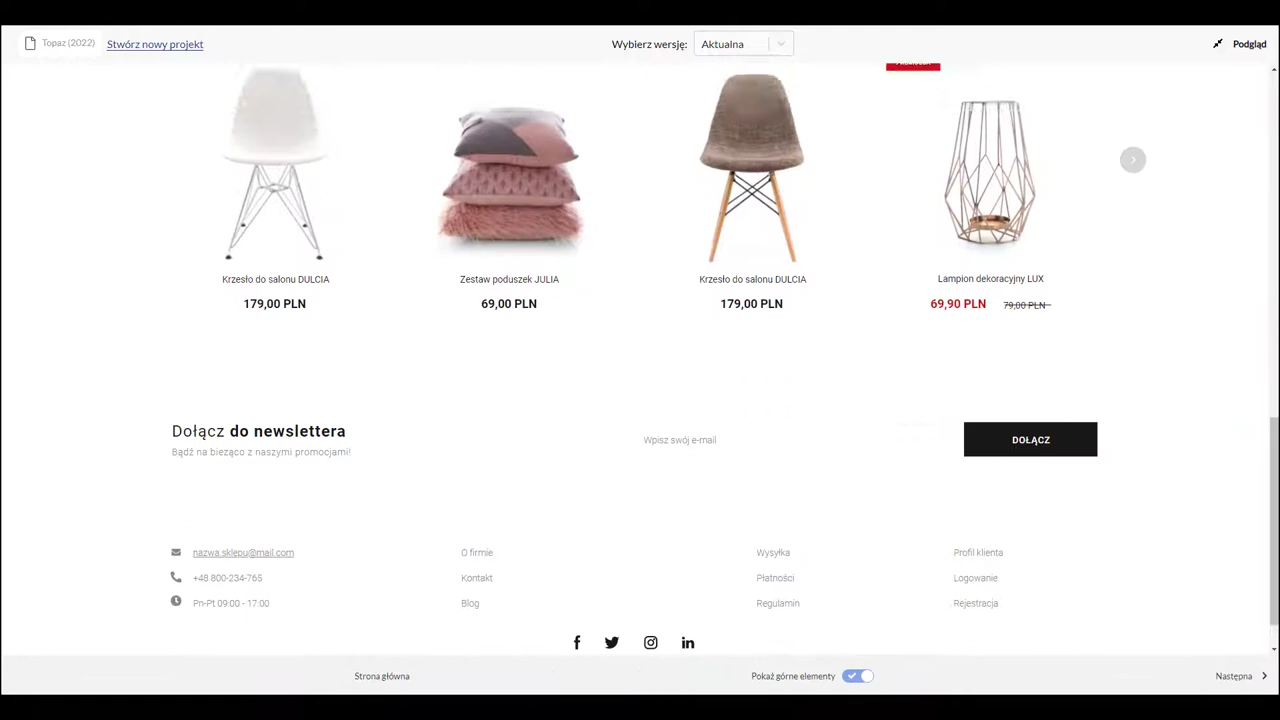 Topaz (2022) Stwórz nowy projekt Wybierz wersję: Aktualna Podgląd
Krzesło do salonu DULCIA Zestaw poduszek JULIA Krzesło do salonu DULCIA Lampion dekoracyjny LUX
179,00 PLN 69,00 PLN 179,00 PLN 69,90 PLN 79,00 PLN
Dołącz do newslettera
Bądź na bieżąco z naszymi promocjami!
Wpisz swój e-mail DOŁĄCZ
nazwa.sklepu@mail.com O firmie Wysyłka Profil klienta
+48 800-234-765 Kontakt Płatności Logowanie
Pn-Pt 09:00 - 17:00 Blog Regulamin Rejestracja
Strona główna Pokaż górne elementy Następna